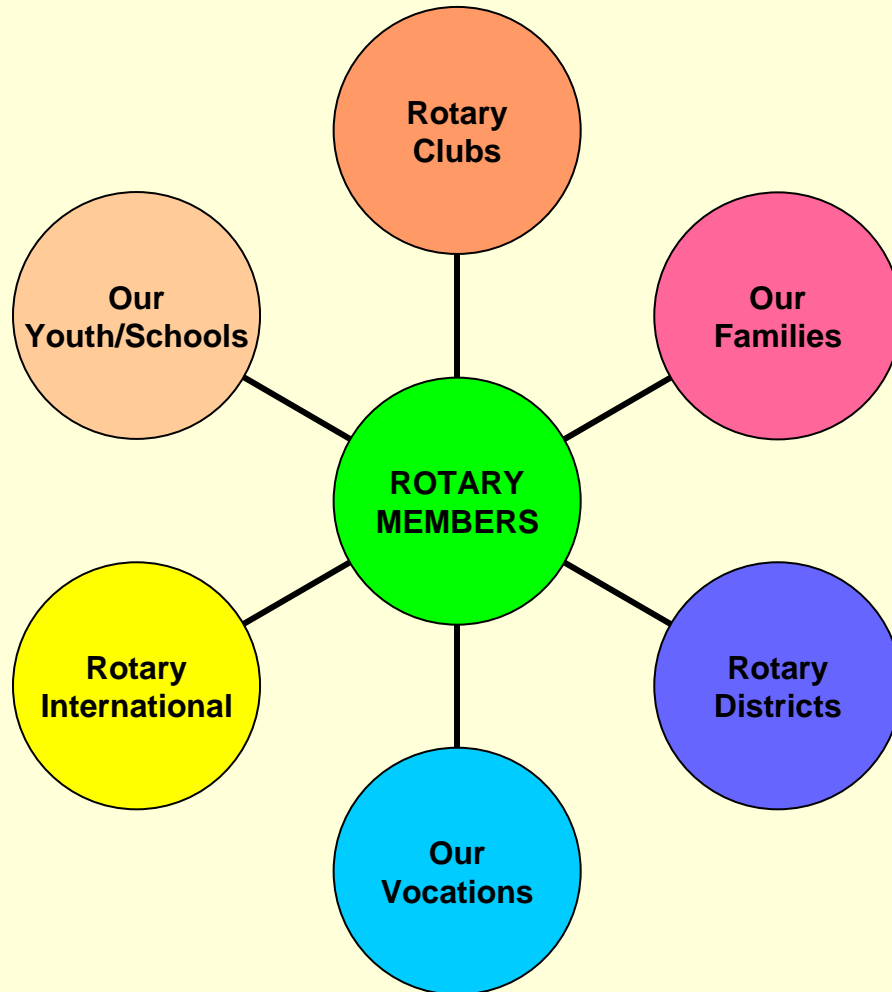 Rotary
Clubs
Our
Youth/Schools
Our
Families
ROTARY
MEMBERS
Rotary
International
Rotary
Districts
Our
Vocations